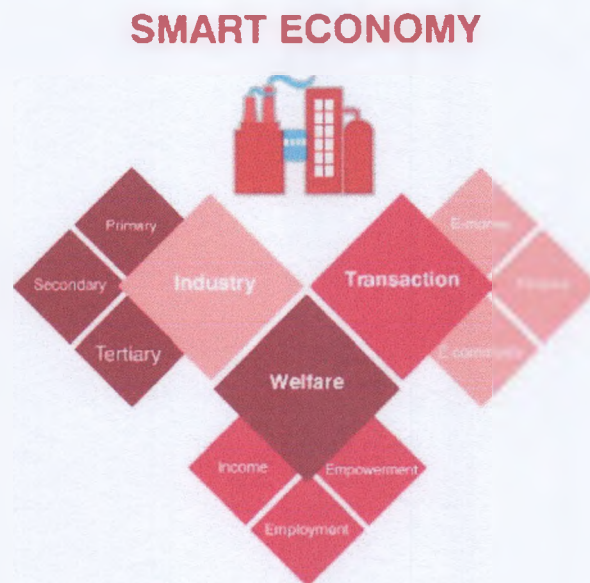 SMART ECONOMY
Primary
Secondary
Tertiary
Industry
Transaction
E-money
E commerce
Welfare
Income
Employment
Empowerment